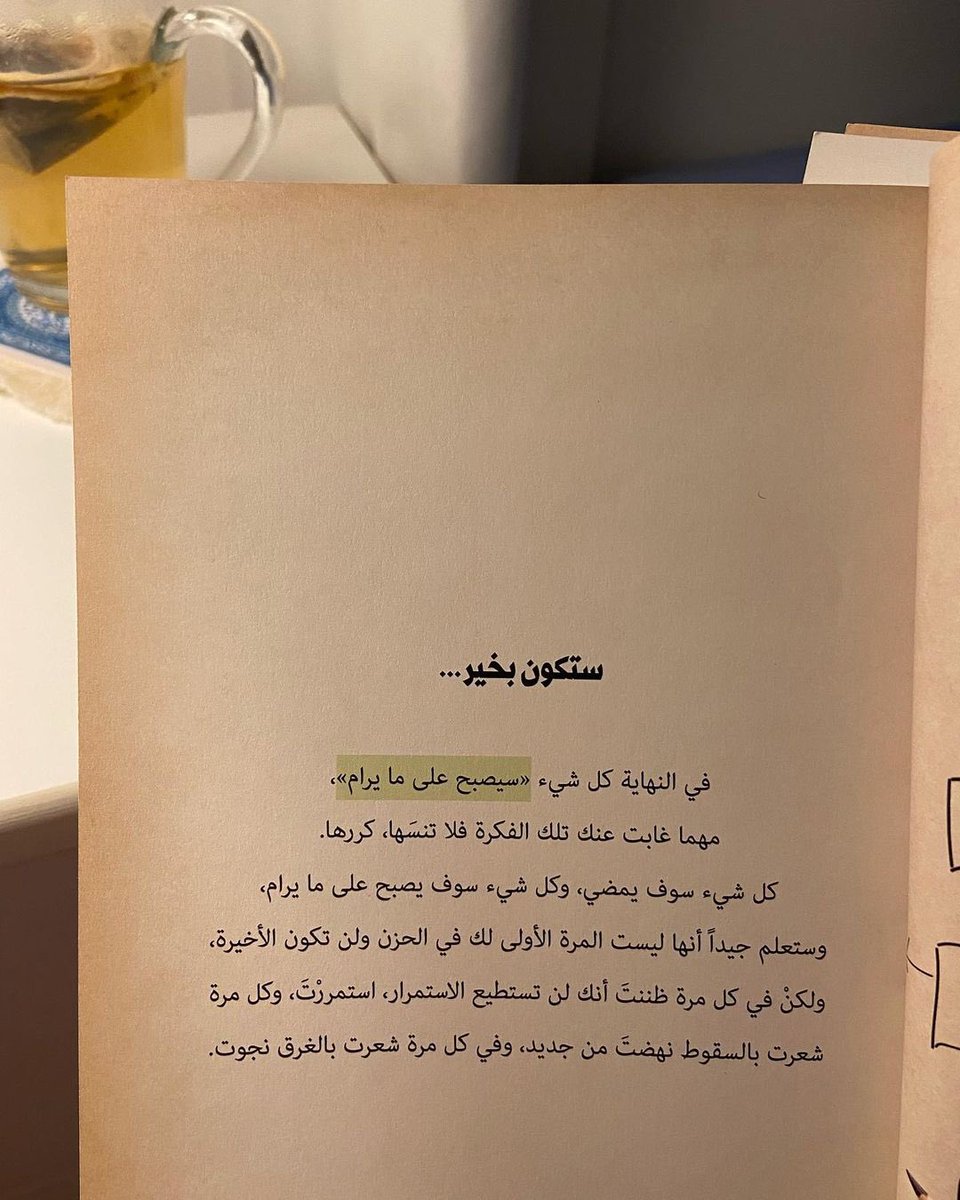 ستكون بخير...
في النهاية كل شيء «سيصبح على ما يرام»،
مهما غابت عنك تلك الفكرة فلا تنسَها، كررها.
كل شيء سوف يمضي، وكل شيء سوف يصبح على ما يرام،
وستعلم جيداً أنها ليست المرة الأولى لك في الحزن ولن تكون الأخيرة،
ولكنْ في كل مرة ظننتَ أنك لن تستطيع الاستمرار، استمررْتَ، وكل مرة
شعرت بالسقوط نهضتَ من جديد، وفي كل مرة شعرت بالغرق نجوت.